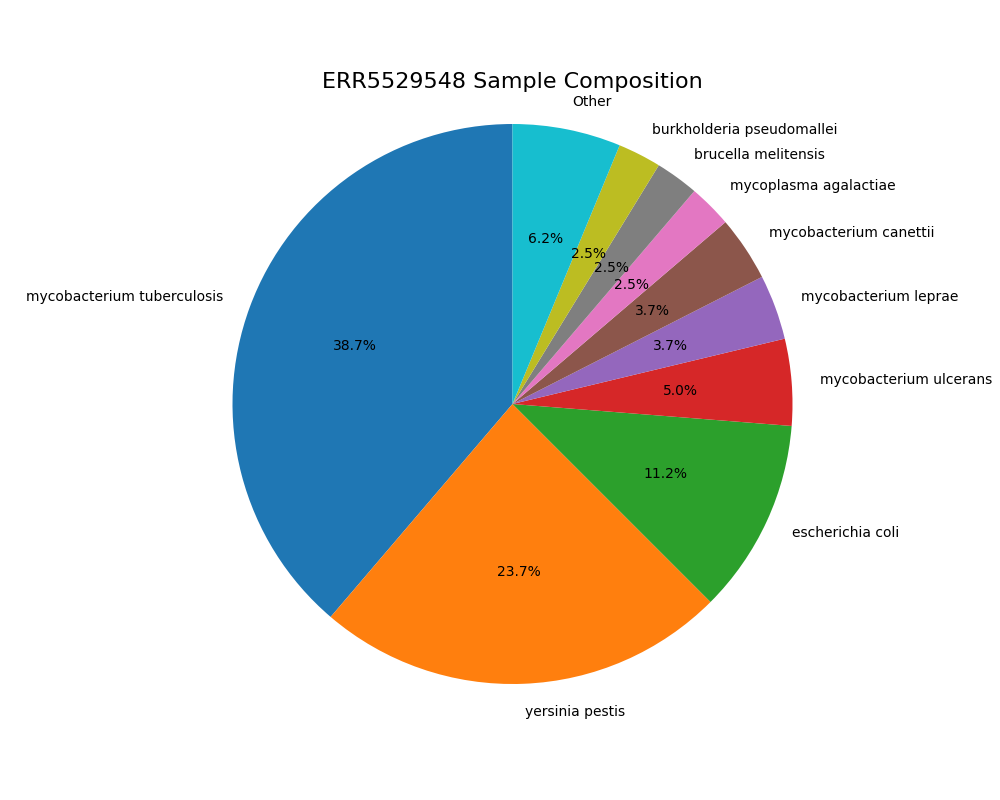 ERR5529548 Sample Composition
Other
burkholderia pseudomallei
brucella melitensis
mycoplasma agalactiae
mycobacterium canettii
mycobacterium leprae
mycobacterium ulcerans
escherichia coli
yersinia pestis
mycobacterium tuberculosis
6.2%
2.5%
2.5%
2.5%
3.7%
3.7%
5.0%
11.2%
23.7%
38.7%